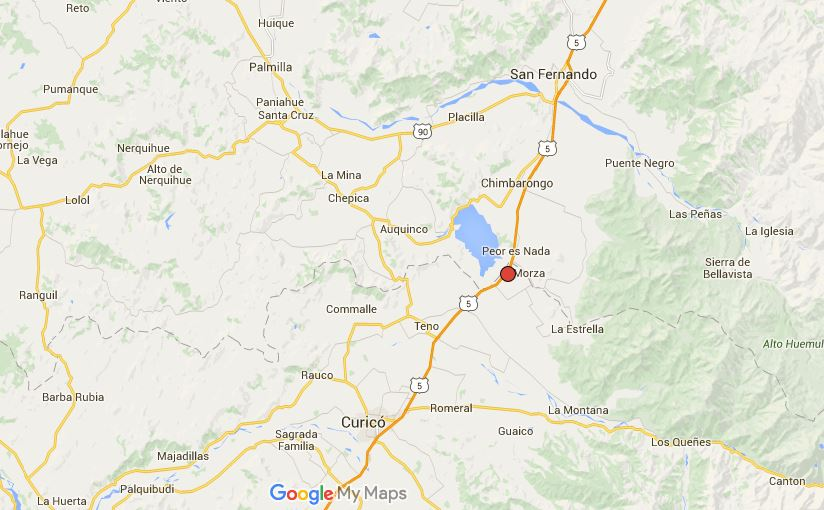 Viento
Reto
Huique
5
Palmilla
San Fernando
Pumanque
Paniahue
Santa Cruz
Placilla
90
lahue
ornejo
La Vega
Nerquihue
5
Puente Negro
Alto de
Nerquihue
La Mina
Chimbarongo
Lolol
Chepica
Las Peñas
Auquinco
La Iglesia
Peor es Nada
Sierra de
Bellavista
Morza
Ranguil
Commalle
5
Teno
La Estrella
Alto Huemul
Rauco
5
Barba Rubia
Romeral
La Montana
Curicó
Guaico
Sagrada
Familia
Los Queñes
Majadillas
Canton
Palquibudi
La Huerta
Google My Maps